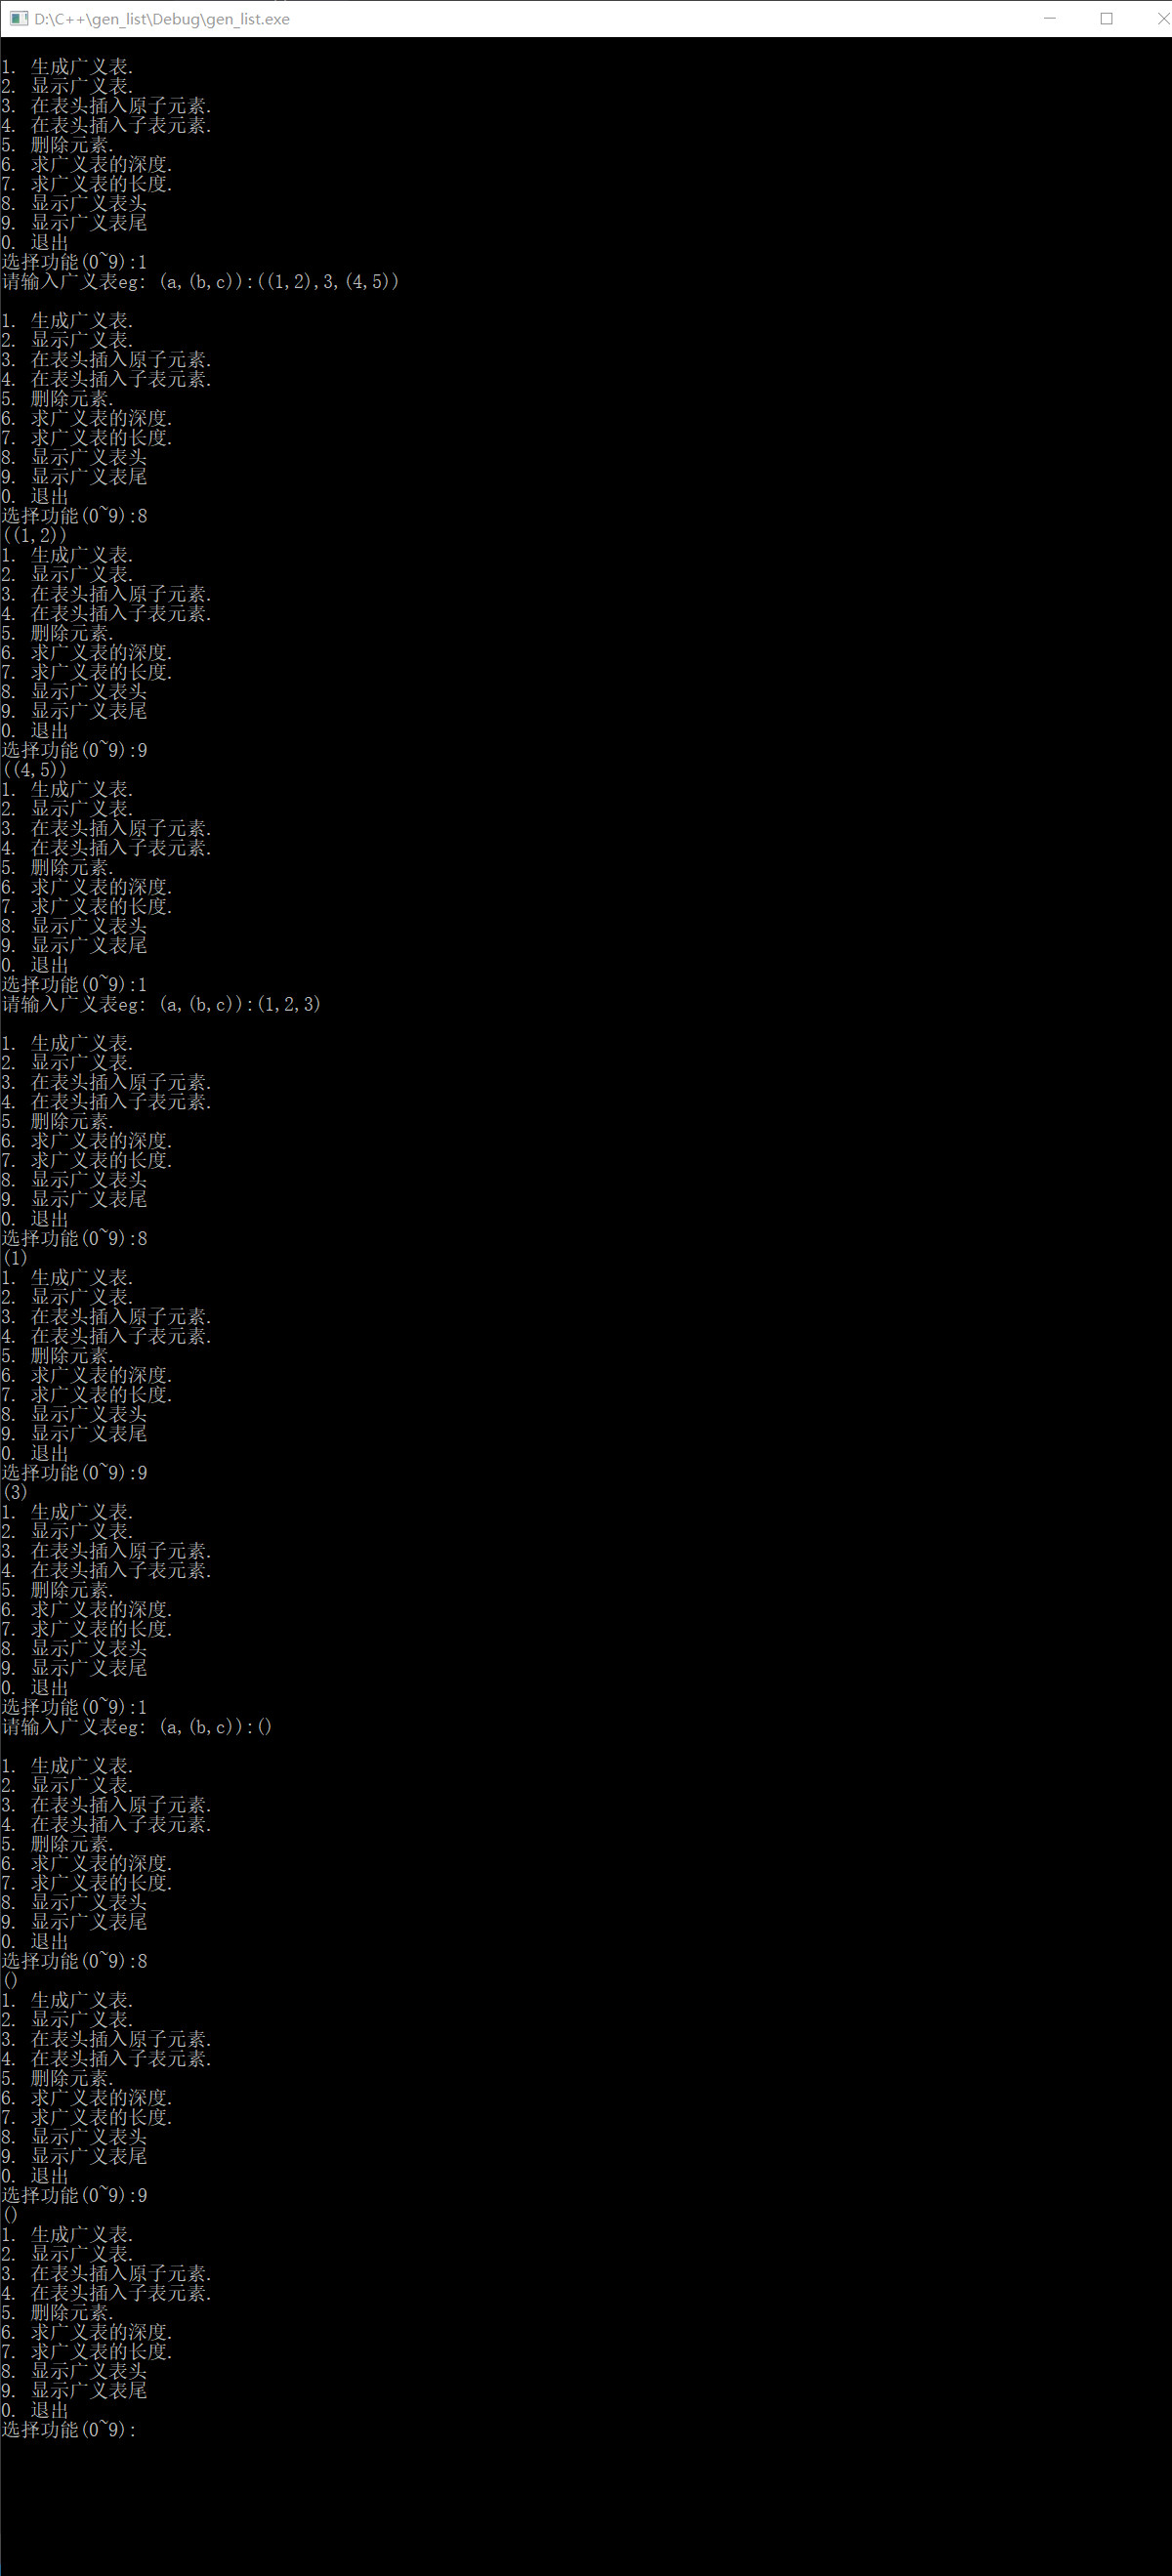 D:\C++\gen_list\Debug\gen_list.exe
1. 生成广义表.
2. 显示广义表.
3. 在表头插入原子元素.
4. 在表头插入子表元素.
5. 删除元素.
6. 求广义表的深度.
7. 求广义表的长度.
8. 显示广义表头
9. 显示广义表尾
0. 退出
选择功能(0~9):1
请输入广义表eg: (a,(b,c)):((1,2),3,(4,5))
1. 生成广义表.
2. 显示广义表.
3. 在表头插入原子元素.
4. 在表头插入子表元素.
5. 删除元素.
6. 求广义表的深度.
7. 求广义表的长度.
8. 显示广义表头
9. 显示广义表尾
0. 退出
选择功能(0~9):8
((1,2))
1. 生成广义表.
2. 显示广义表.
3. 在表头插入原子元素.
4. 在表头插入子表元素.
5. 删除元素.
6. 求广义表的深度.
7. 求广义表的长度.
8. 显示广义表头
9. 显示广义表尾
0. 退出
选择功能(0~9):9
((4,5))
1. 生成广义表.
2. 显示广义表.
3. 在表头插入原子元素.
4. 在表头插入子表元素.
5. 删除元素.
6. 求广义表的深度.
7. 求广义表的长度.
8. 显示广义表头
9. 显示广义表尾
0. 退出
选择功能(0~9):1
请输入广义表eg: (a,(b,c)):(1,2,3)
1. 生成广义表.
2. 显示广义表.
3. 在表头插入原子元素.
4. 在表头插入子表元素.
5. 删除元素.
6. 求广义表的深度.
7. 求广义表的长度.
8. 显示广义表头
9. 显示广义表尾
0. 退出
选择功能(0~9):8
(1)
1. 生成广义表.
2. 显示广义表.
3. 在表头插入原子元素.
4. 在表头插入子表元素.
5. 删除元素.
6. 求广义表的深度.
7. 求广义表的长度.
8. 显示广义表头
9. 显示广义表尾
0. 退出
选择功能(0~9):9
(3)
1. 生成广义表.
2. 显示广义表.
3. 在表头插入原子元素.
4. 在表头插入子表元素.
5. 删除元素.
6. 求广义表的深度.
7. 求广义表的长度.
8. 显示广义表头
9. 显示广义表尾
0. 退出
选择功能(0~9):1
请输入广义表eg: (a,(b,c)):()
1. 生成广义表.
2. 显示广义表.
3. 在表头插入原子元素.
4. 在表头插入子表元素.
5. 删除元素.
6. 求广义表的深度.
7. 求广义表的长度.
8. 显示广义表头
9. 显示广义表尾
0. 退出
选择功能(0~9):8
()
1. 生成广义表.
2. 显示广义表.
3. 在表头插入原子元素.
4. 在表头插入子表元素.
5. 删除元素.
6. 求广义表的深度.
7. 求广义表的长度.
8. 显示广义表头
9. 显示广义表尾
0. 退出
选择功能(0~9):9
()
1. 生成广义表.
2. 显示广义表.
3. 在表头插入原子元素.
4. 在表头插入子表元素.
5. 删除元素.
6. 求广义表的深度.
7. 求广义表的长度.
8. 显示广义表头
9. 显示广义表尾
0. 退出
选择功能(0~9):